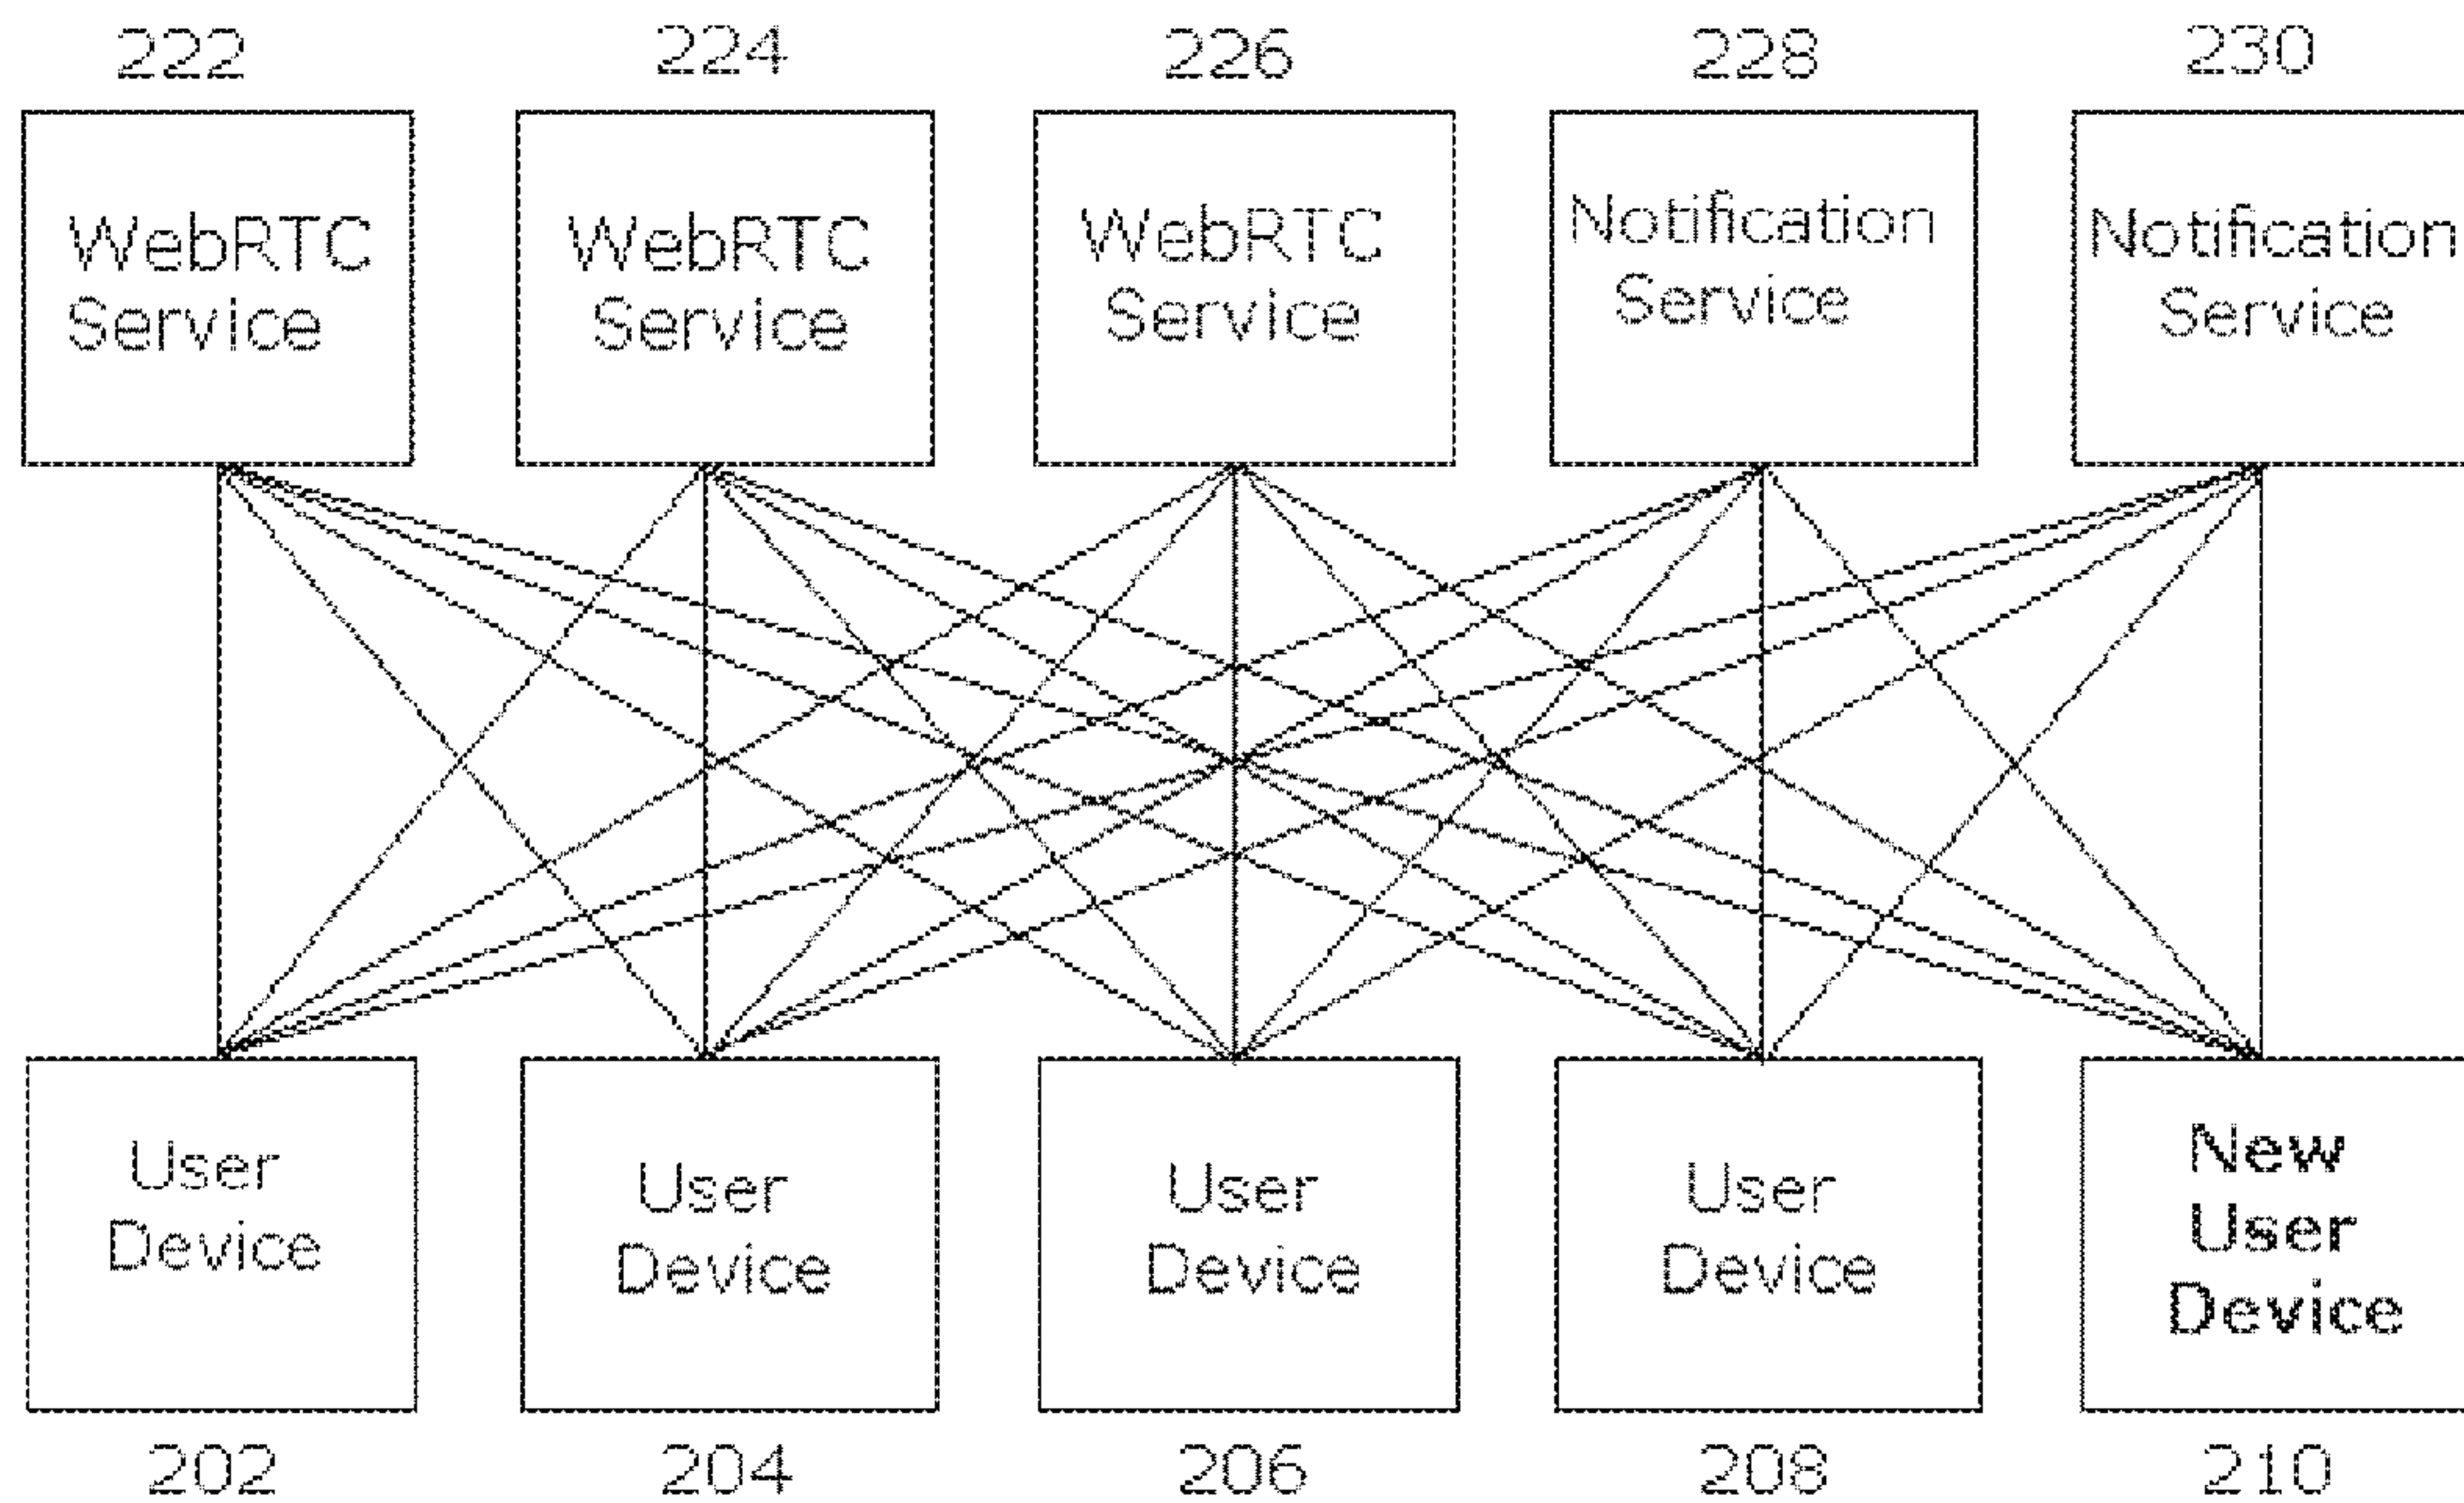 222 224 226 228 230
WebRTC
Service
WebRTC
Service
WebRTC
Service
Notification
Service
Notification
Service
User
Device
User
Device
User
Device
User
Device
New
User
Device
202 204 206 208 210